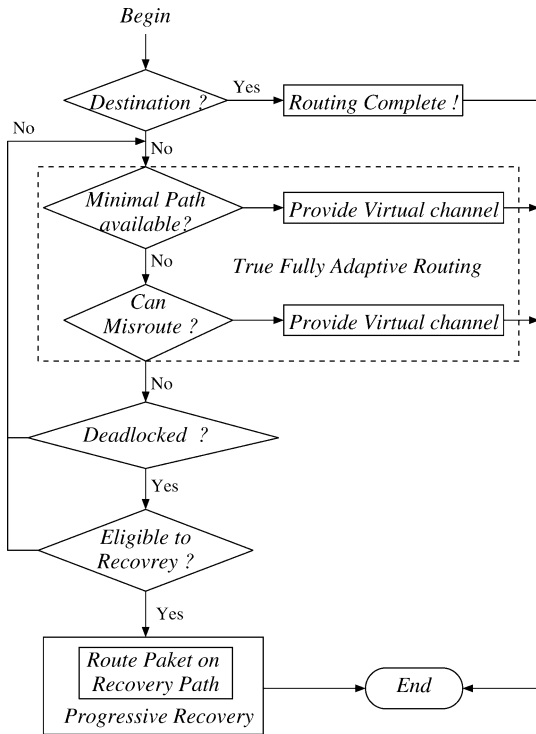 Begin
Destination ?
Yes
Routing Complete !
No
No
Minimal Path
available?
Provide Virtual channel
No
True Fully Adaptive Routing
Can
Misroute ?
Provide Virtual channel
No
Deadlocked ?
Yes
Eligible to
Recovrey ?
Yes
Route Paket on
Recovery Path
Progressive Recovery
End